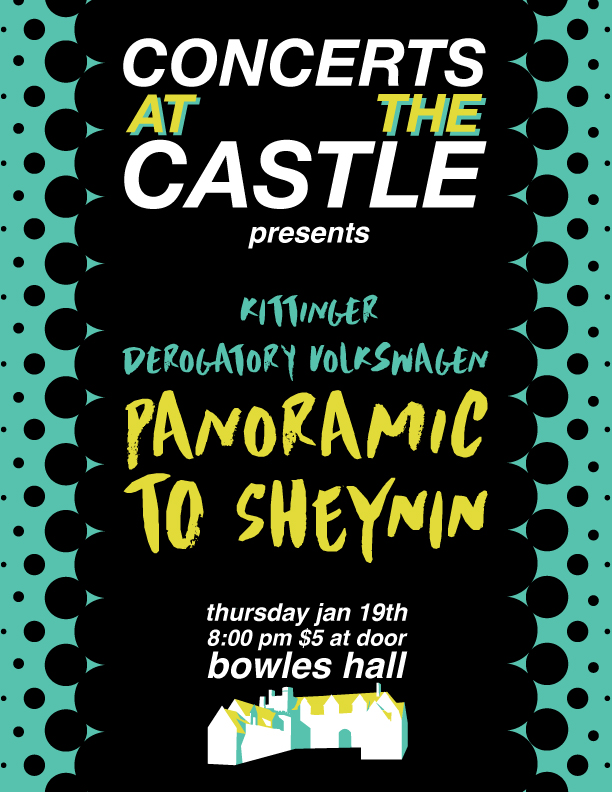 CONCERTS
AT THE
CASTLE
presents
KITTINGER
DEROGATORY VOLKSWAGEN
PANORAMIC
TO SHEYNIN
thursday jan 19th
8:00 pm $5 at door
bowles hall